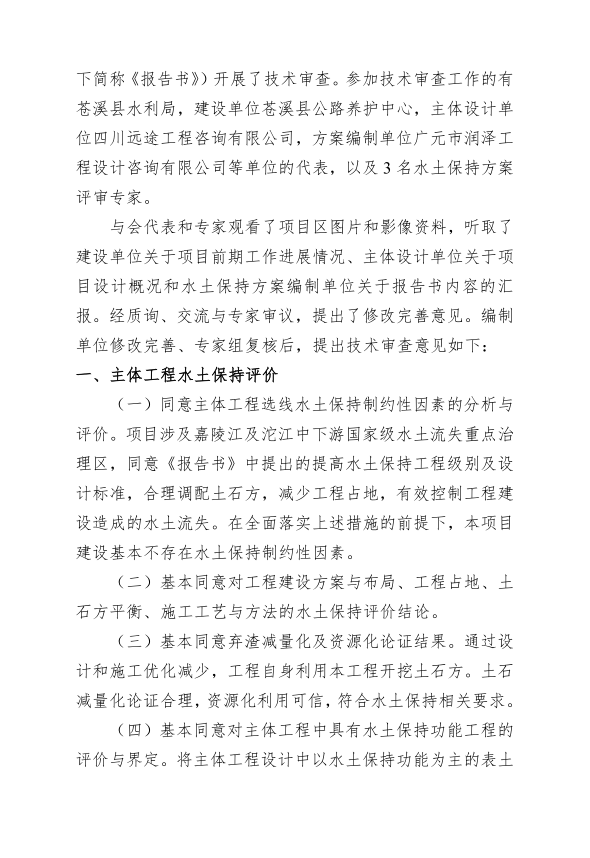 下简称《报告书》）开展了技术审查。参加技术审查工作的有
苍溪县水利局，建设单位苍溪县公路养护中心，主体设计单
位四川远途工程咨询有限公司，方案编制单位广元市润泽工
程设计咨询有限公司等单位的代表，以及 3 名水土保持方案
评审专家。
与会代表和专家观看了项目区图片和影像资料，听取了
建设单位关于项目前期工作进展情况、主体设计单位关于项
目设计概况和水土保持方案编制单位关于报告书内容的汇
报。经质询、交流与专家审议，提出了修改完善意见。编制
单位修改完善、专家组复核后，提出技术审查意见如下：
一、主体工程水土保持评价
（一）同意主体工程选线水土保持制约性因素的分析与
评价。项目涉及嘉陵江及沱江中下游国家级水土流失重点治
理区，同意《报告书》中提出的提高水土保持工程级别及设
计标准，合理调配土石方，减少工程占地，有效控制工程建
设造成的水土流失。在全面落实上述措施的前提下，本项目
建设基本不存在水土保持制约性因素。
（二）基本同意对工程建设方案与布局、工程占地、土
石方平衡、施工工艺与方法的水土保持评价结论。
（三）基本同意弃渣减量化及资源化论证结果。通过设
计和施工优化减少，工程自身利用本工程开挖土石方。土石
减量化论证合理，资源化利用可信，符合水土保持相关要求。
（四）基本同意对主体工程中具有水土保持功能工程的
评价与界定。将主体工程设计中以水土保持功能为主的表土